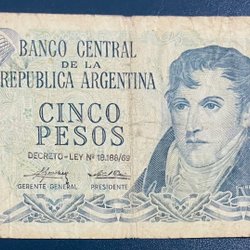 BANCO CENTRAL
DE LA
REPUBLICA ARGENTINA
CINCO
PESOS
DECRETO-LEY Nº 18.188/69
GERENTE GENERAL PRESIDENTE